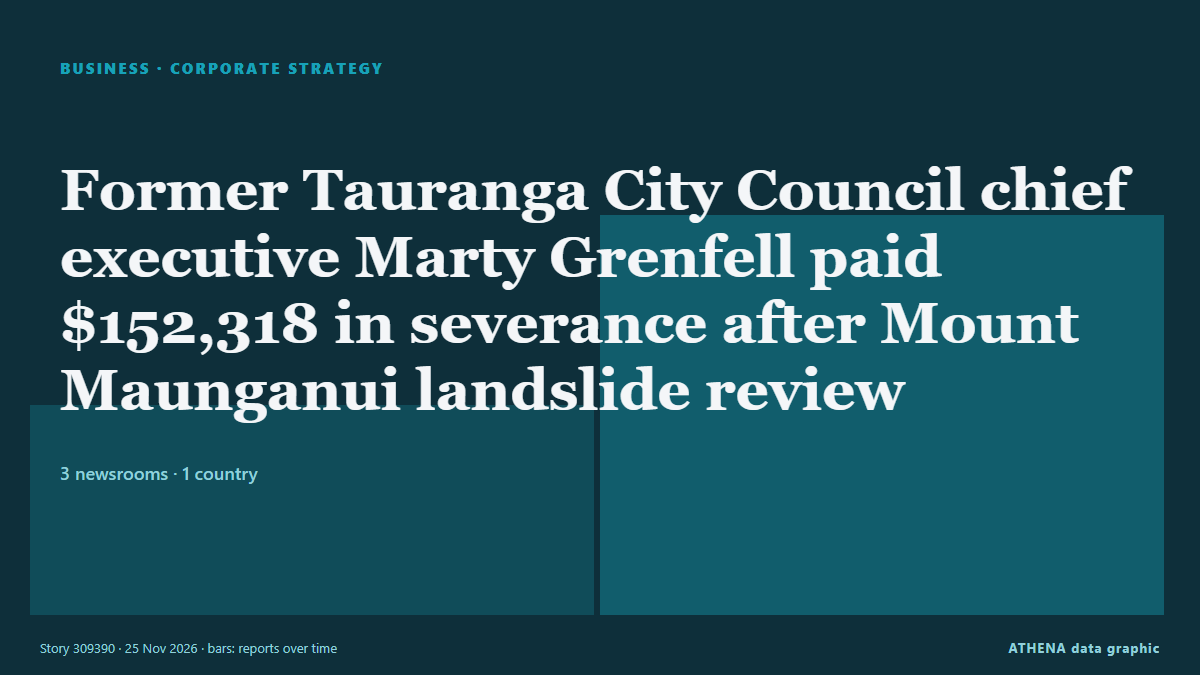 BUSINESS · CORPORATE STRATEGY
Former Tauranga City Council chief
executive Marty Grenfell paid
$152,318 in severance after Mount
Maunganui landslide review
3 newsrooms · 1 country
Story 309390 · 25 Nov 2026 · bars: reports over time
ATHENA data graphic